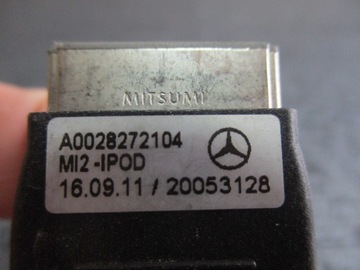 MITSUMI
A0028272104
MI2-IPOD
16.09.11 / 20053128